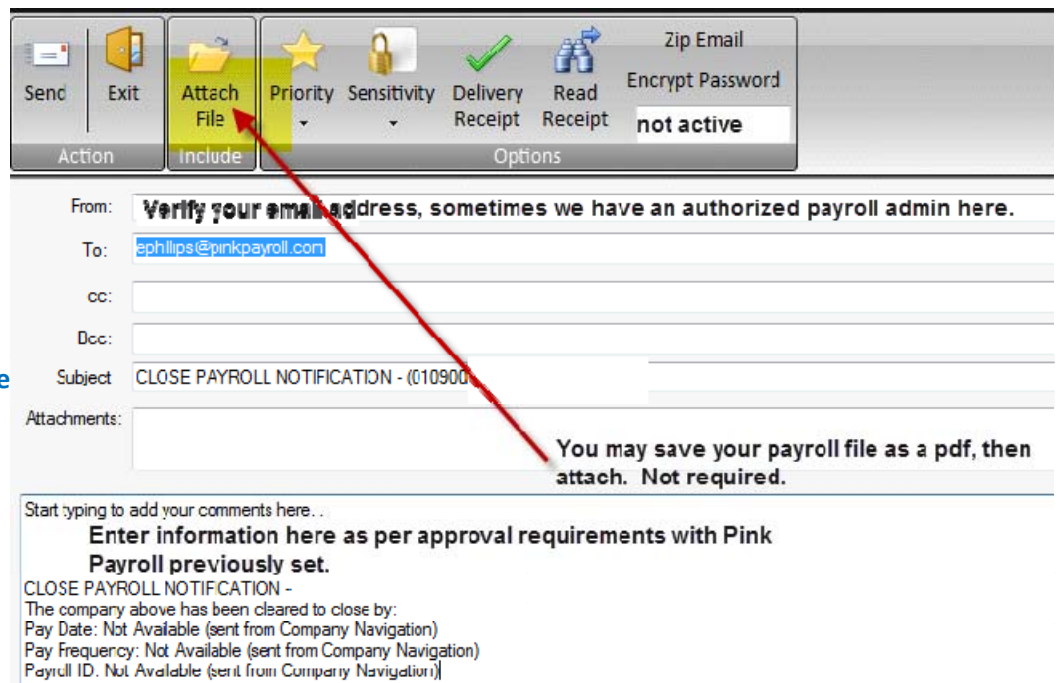 Send
Exit
Attach File
Priority
Sensitivity
Delivery Receipt
Read Receipt
Zip Email
Encrypt Password
not active
Action
Include
Options
From: Verify your email address, sometimes we have an authorized payroll admin here.
To: ephillips@pinkpayroll.com
cc:
Bcc:
e
Subject CLOSE PAYROLL NOTIFICATION - (010900
Attachments:
You may save your payroll file as a pdf, then
attach. Not required.
Start typing to add your comments here. .
Enter information here as per approval requirements with Pink
Payroll previously set.
CLOSE PAYROLL NOTIFICATION -
The company above has been cleared to close by:
Pay Date: Not Available (sent from Company Navigation)
Pay Frequency: Not Available (sent from Company Navigation)
Payroll ID: Not Available (sent from Company Navigation)